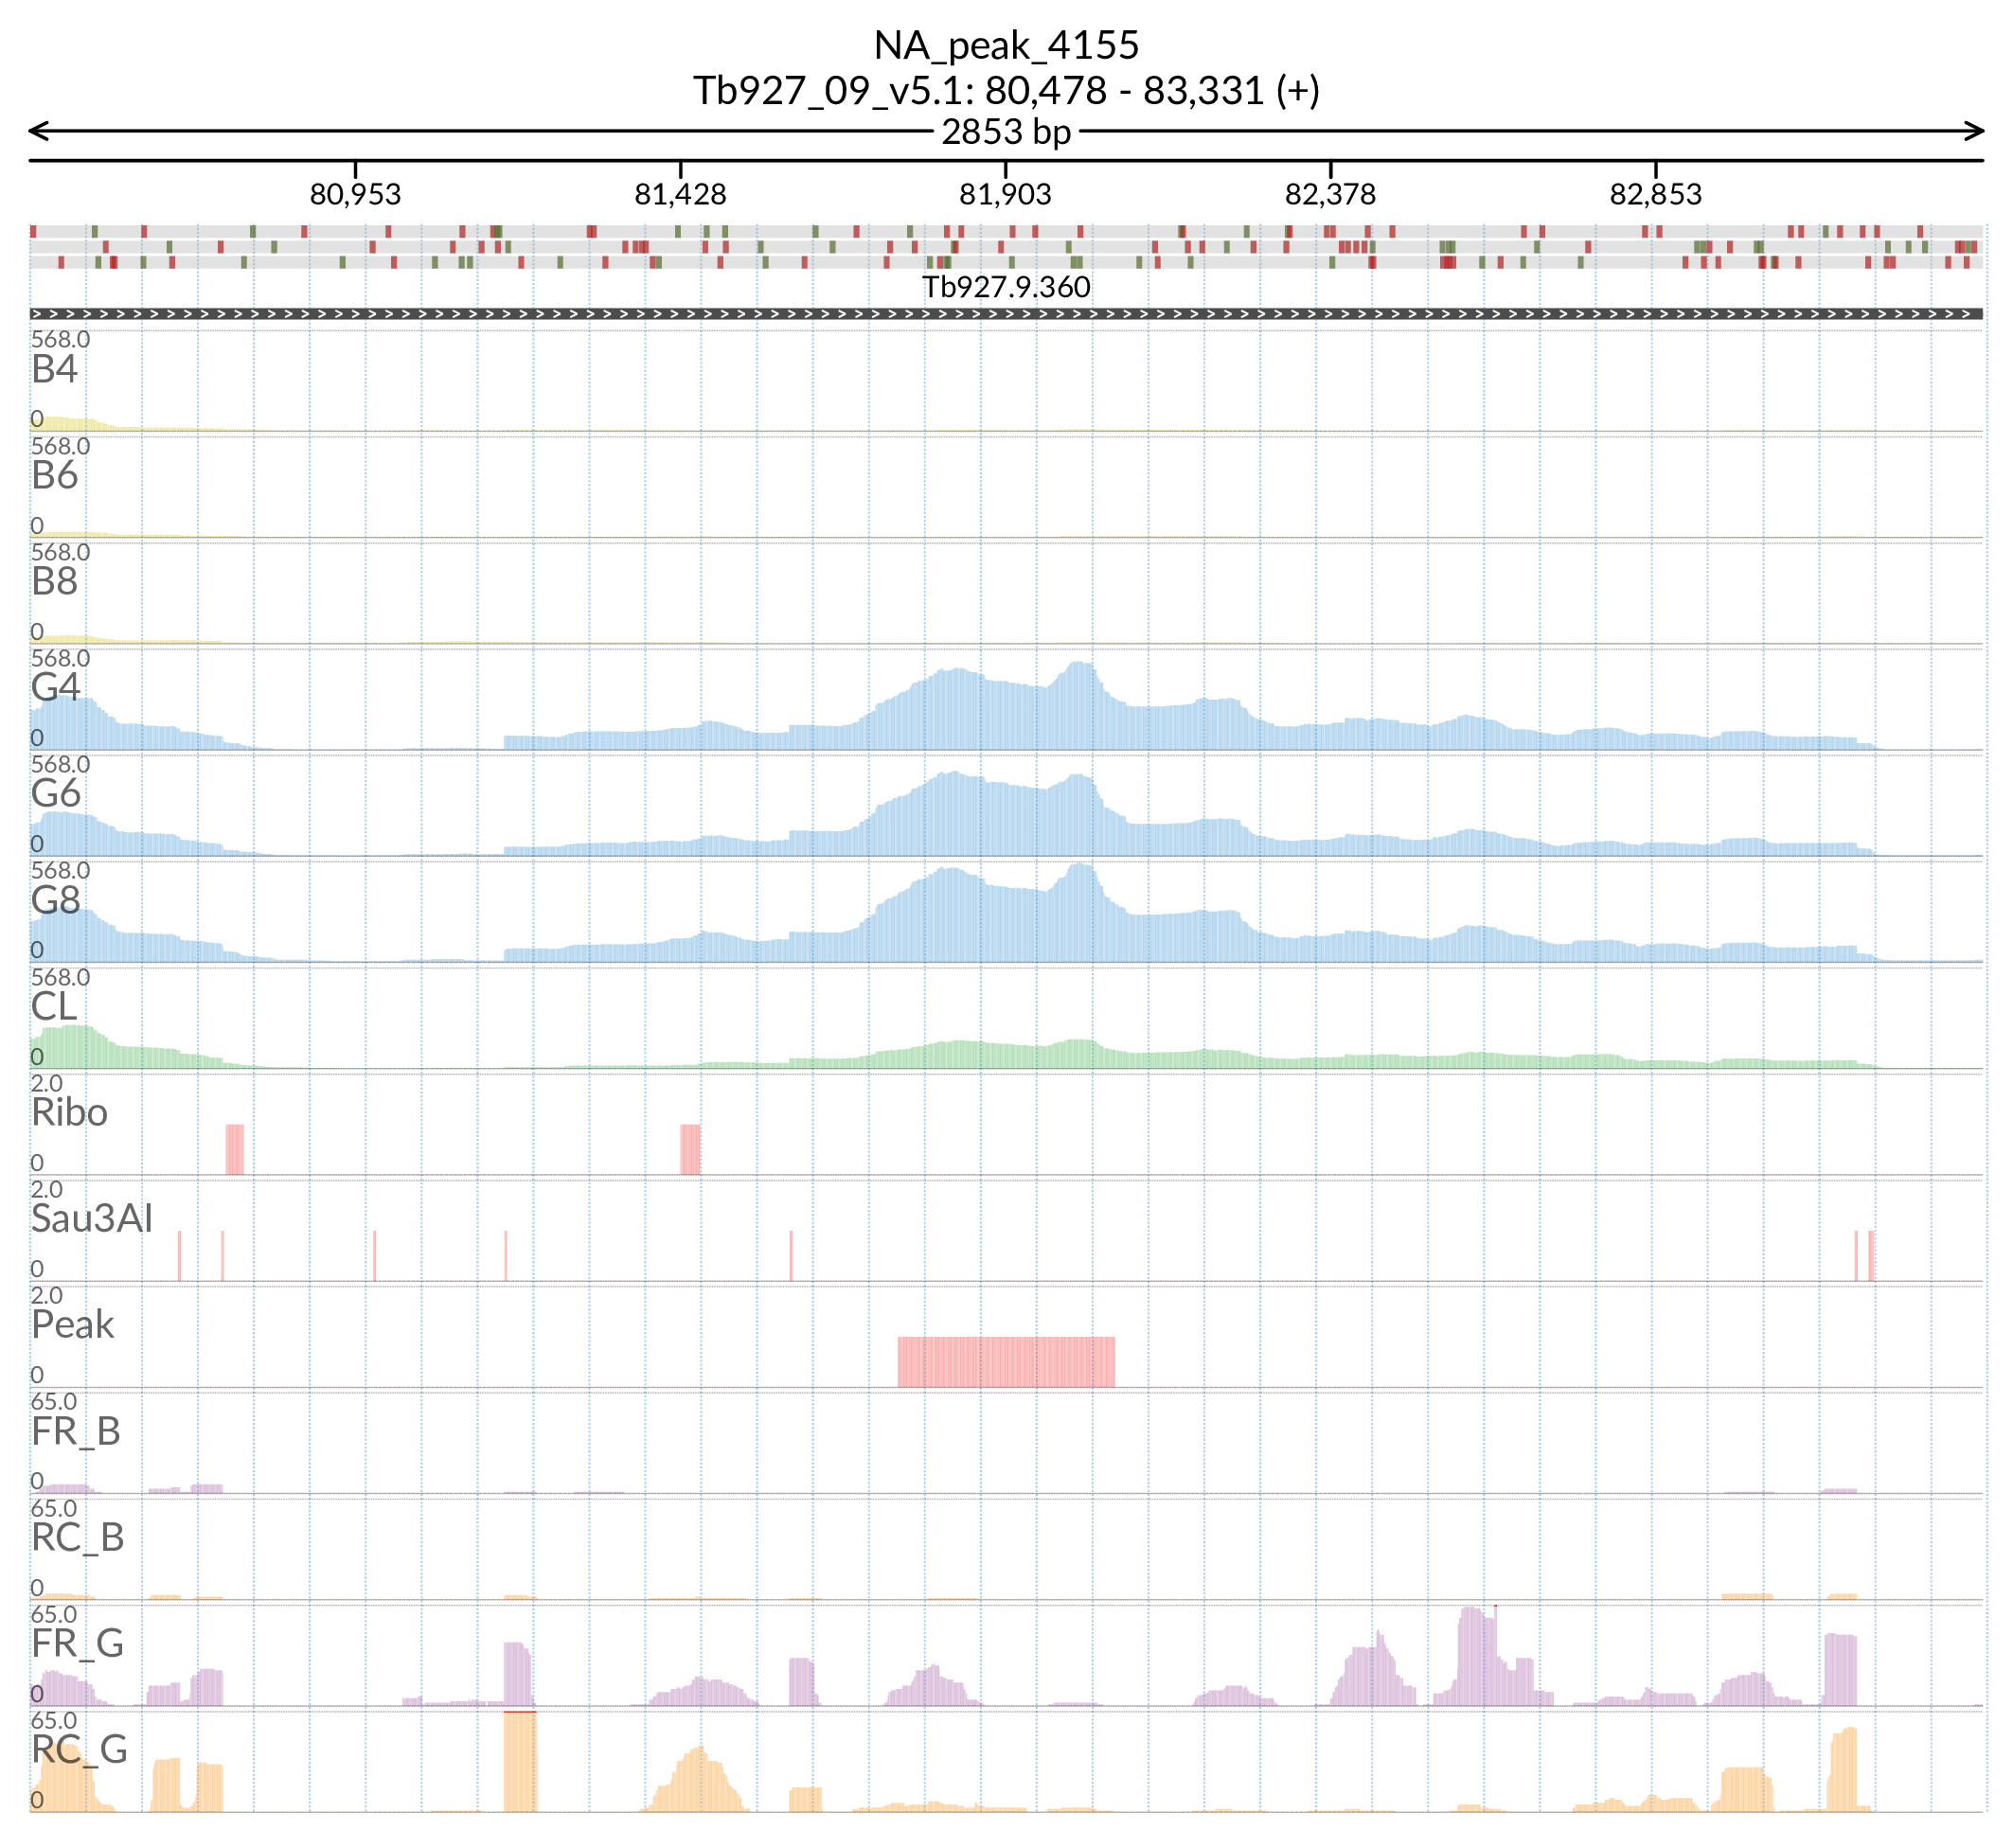 NA_peak_4155
Tb927_09_v5.1: 80,478 - 83,331 (+)
2853 bp
80,953 81,428 81,903 82,378 82,853
Tb927.9.360
568.0
B4
0
568.0
B6
0
568.0
B8
0
568.0
G4
0
568.0
G6
0
568.0
G8
0
568.0
CL
0
2.0
Ribo
0
2.0
Sau3AI
0
2.0
Peak
0
65.0
FR_B
0
65.0
RC_B
0
65.0
FR_G
0
65.0
RC_G
0